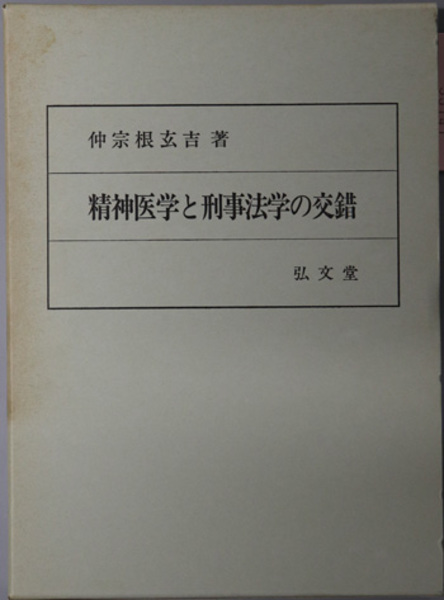 仲宗根玄吉 著
精神医学と刑事法学の交錯
弘文堂